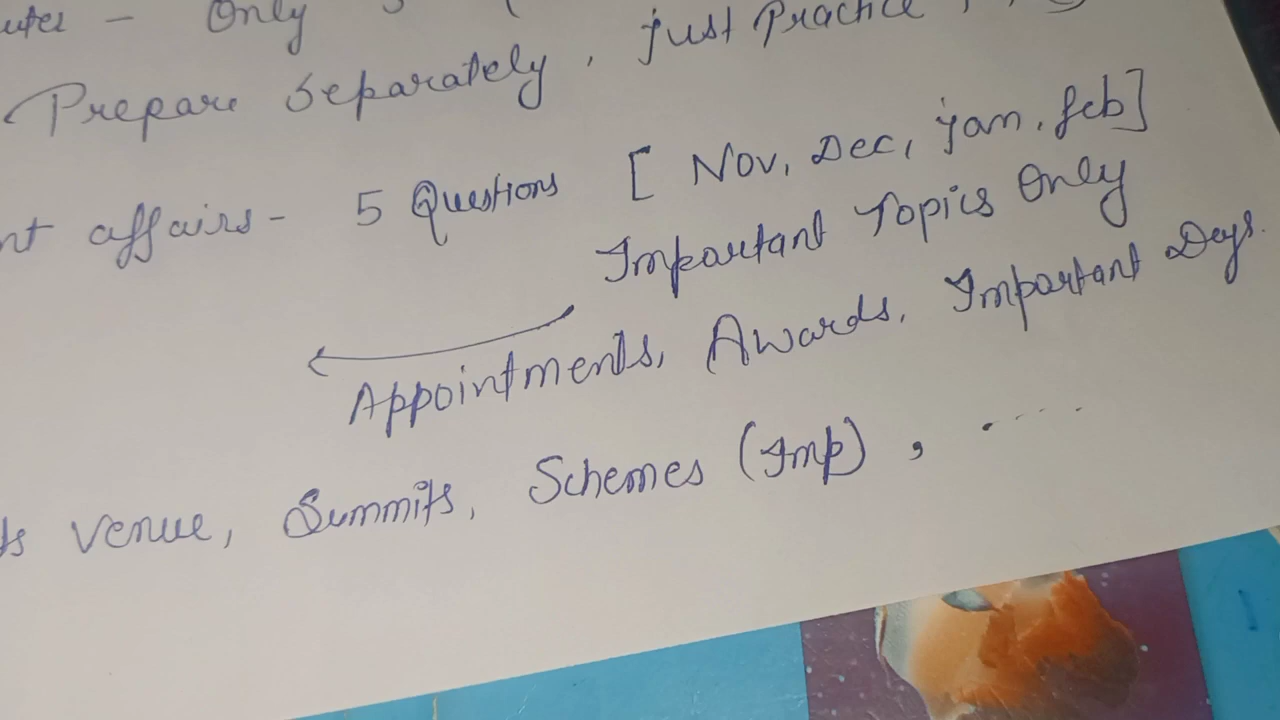 Only
Prepare Separately, just Practice
affairs - 5 Questions [Nov, Dec, jan, feb]
Important Topics Only
Appointments, Awards, Important Days.
Venue, Summits, Schemes (Imp), .....